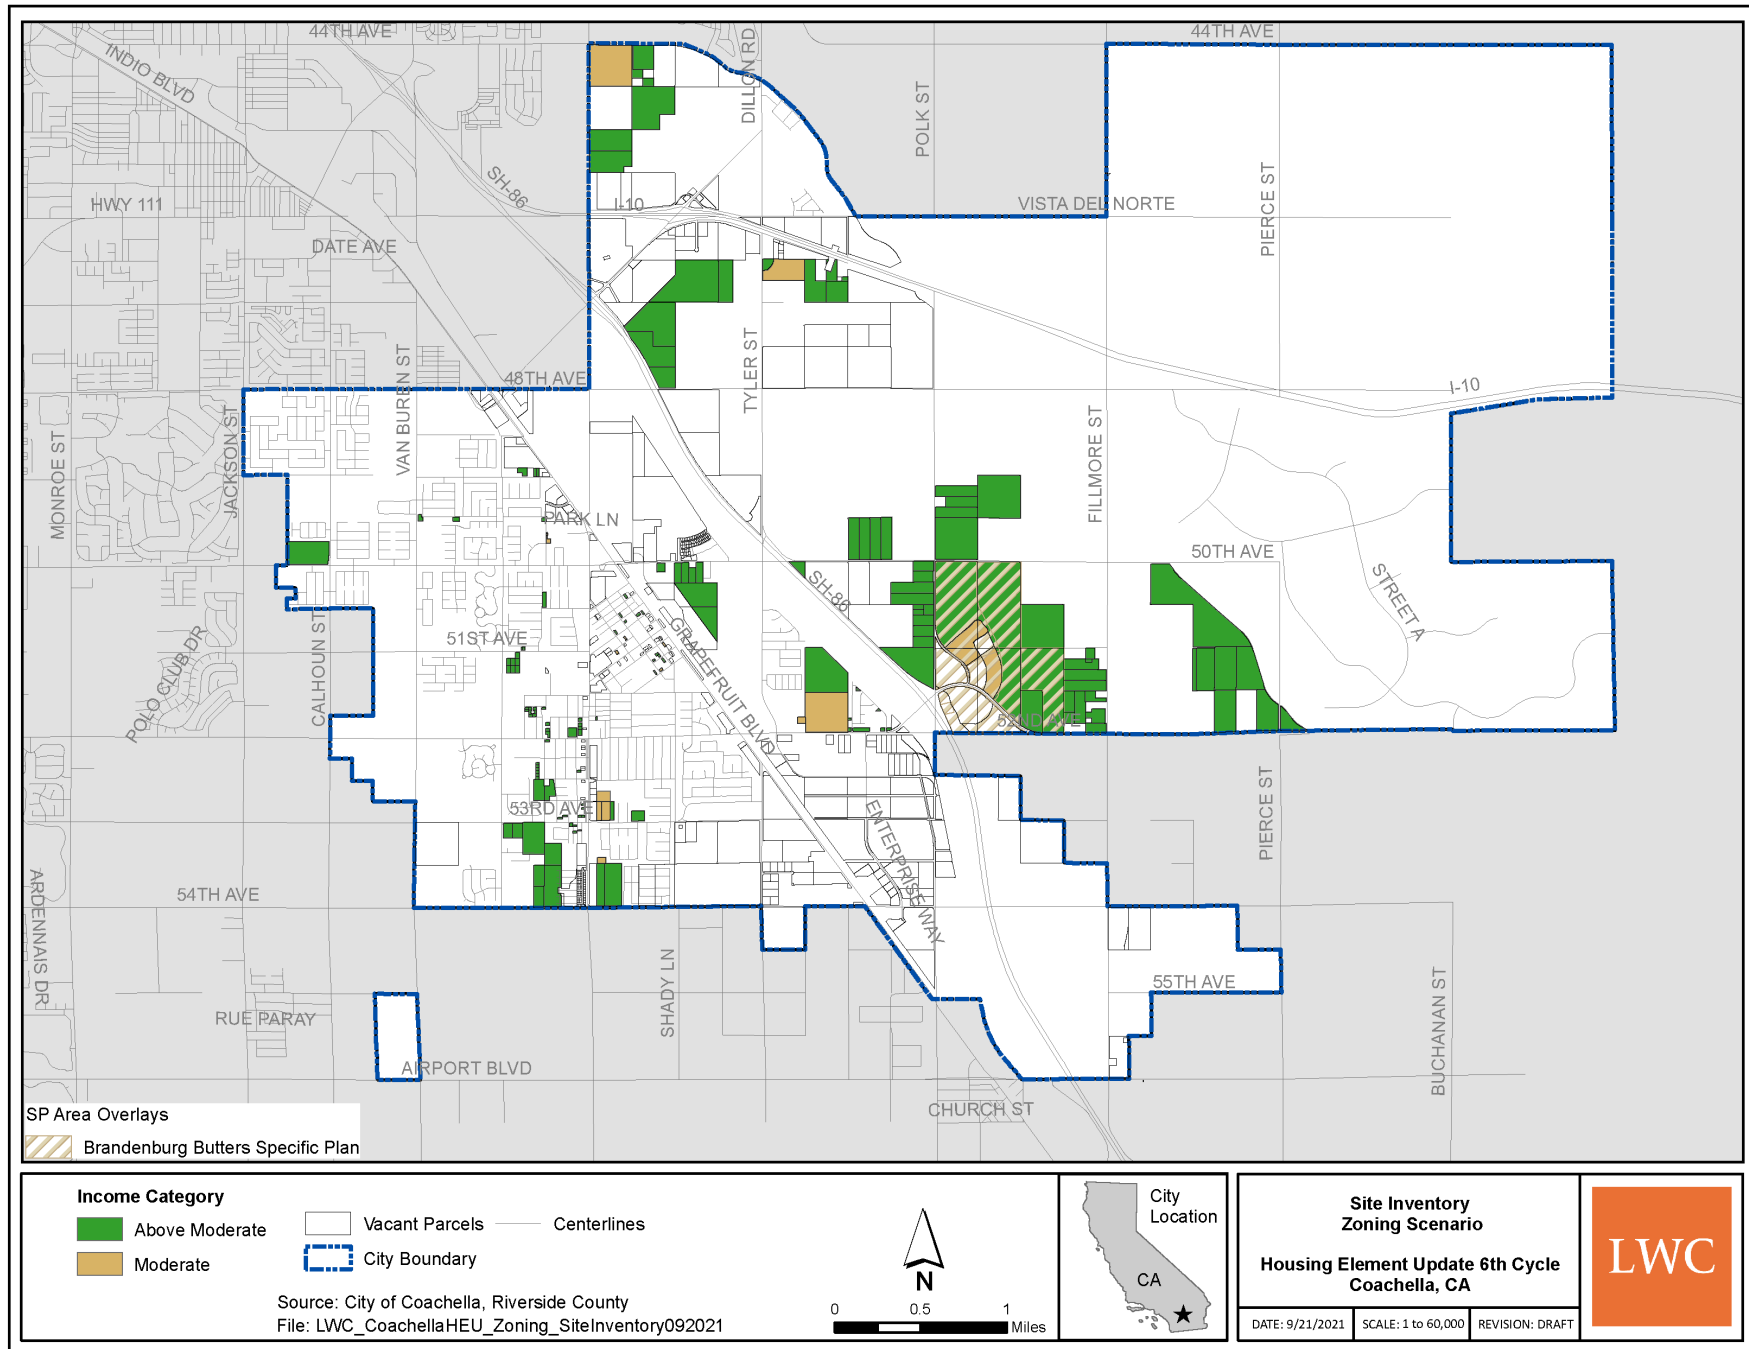 44TH AVE
44TH AVE
INDIO BLVD
DILLON RD
POLK ST
PIERCE ST
SH-86
HWY 111
I-10
VISTA DEL NORTE
DATE AVE
TYLER ST
VAN BUREN ST
48TH AVE
I-10
MONROE ST
JACKSON ST
FILLMORE ST
PARK LN
50TH AVE
SH-86
STREET A
51ST AVE
CALHOUN ST
POLO CLUB DR
GRAPEFRUIT BLVD
52ND AVE
53RD AVE
ENTERPRISE WAY
PIERCE ST
ARDENNAIS DR
54TH AVE
SHADY LN
55TH AVE
BUCHANAN ST
RUE PARAY
AIRPORT BLVD
CHURCH ST
SP Area Overlays
Brandenburg Butters Specific Plan
Income Category
Above Moderate
Moderate
Vacant Parcels
Centerlines
City Boundary
Source: City of Coachella, Riverside County
File: LWC_CoachellaHEU_Zoning_SiteInventory092021
N
0 0.5 1
Miles
City
Location
CA
Site Inventory
Zoning Scenario
Housing Element Update 6th Cycle
Coachella, CA
DATE: 9/21/2021
SCALE: 1 to 60,000
REVISION: DRAFT
LWC